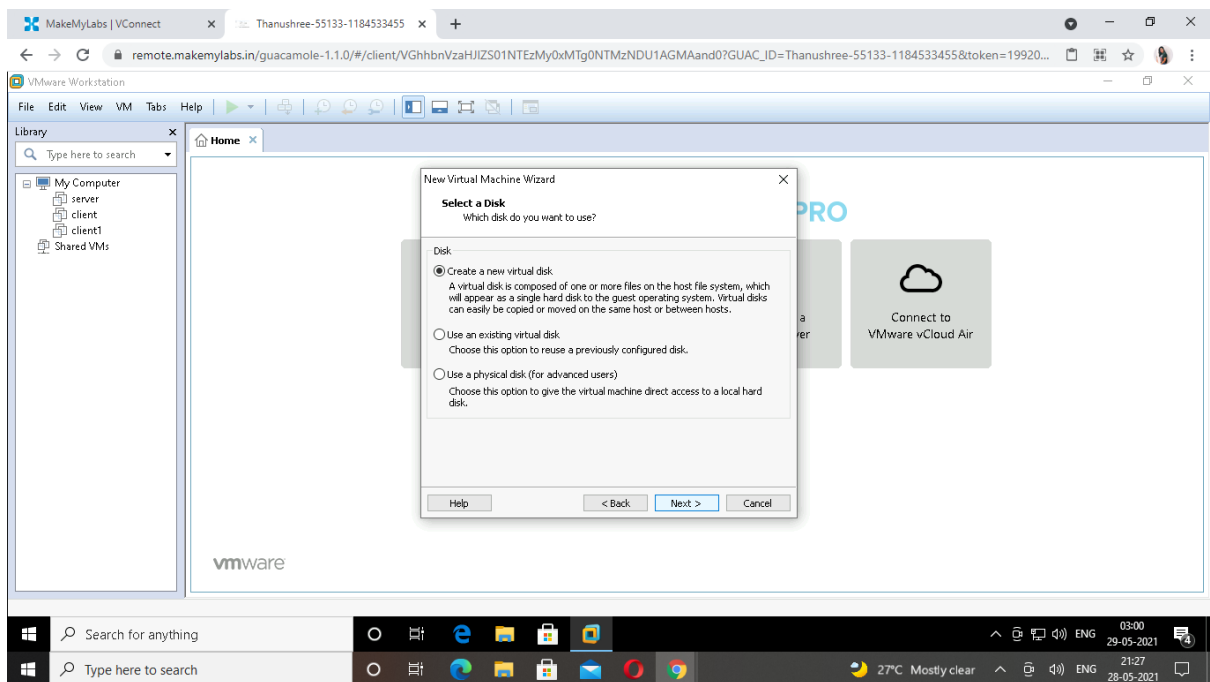 MakeMyLabs | VConnect
Thanushree-55133-1184533455
remote.makemylabs.in/guacamole-1.1.0/#/client/VGhhbnVzaHJlZS01NTEzMy0xMTg0NTMzNDU1AGMAand0?GUAC_ID=Thanushree-55133-1184533455&token=19920...
VMware Workstation
File Edit View VM Tabs Help
Library
Type here to search
Home
My Computer
server
client
client1
Shared VMs
New Virtual Machine Wizard
Select a Disk
Which disk do you want to use?
PRO
Disk
Create a new virtual disk
A virtual disk is composed of one or more files on the host file system, which
will appear as a single hard disk to the guest operating system. Virtual disks
can easily be copied or moved on the same host or between hosts.
Use an existing virtual disk
Choose this option to reuse a previously configured disk.
Use a physical disk (for advanced users)
Choose this option to give the virtual machine direct access to a local hard
disk.
a
ver
Connect to
VMware vCloud Air
Help
< Back
Next >
Cancel
vmware
Search for anything
ENG
03:00
29-05-2021
4
Type here to search
27°C Mostly clear
ENG
21:27
28-05-2021